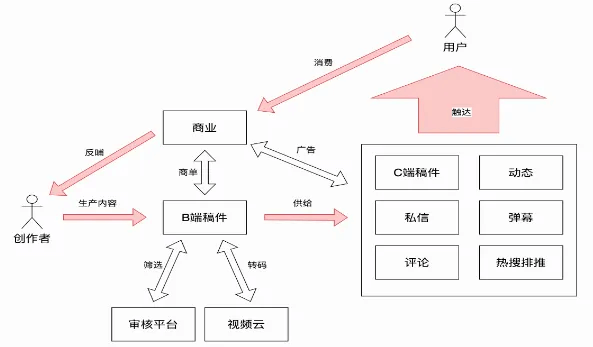 用户
消费
触达
商业
广告
反哺
商单
C端稿件
动态
创作者
生产内容
B端稿件
供给
私信
弹幕
筛选
转码
评论
热搜排推
审核平台
视频云